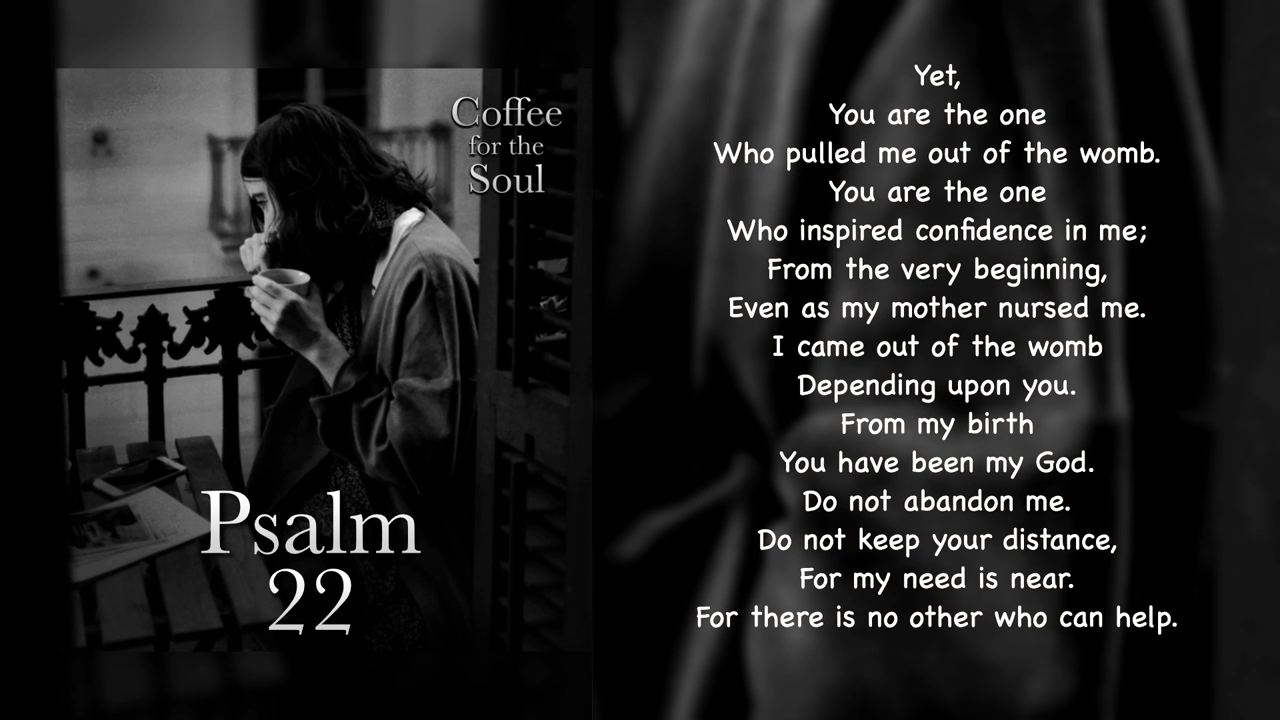 Coffee
for the
Soul
Psalm
22
Yet,
You are the one
Who pulled me out of the womb.
You are the one
Who inspired confidence in me;
From the very beginning,
Even as my mother nursed me.
I came out of the womb
Depending upon you.
From my birth
You have been my God.
Do not abandon me.
Do not keep your distance,
For my need is near.
For there is no other who can help.